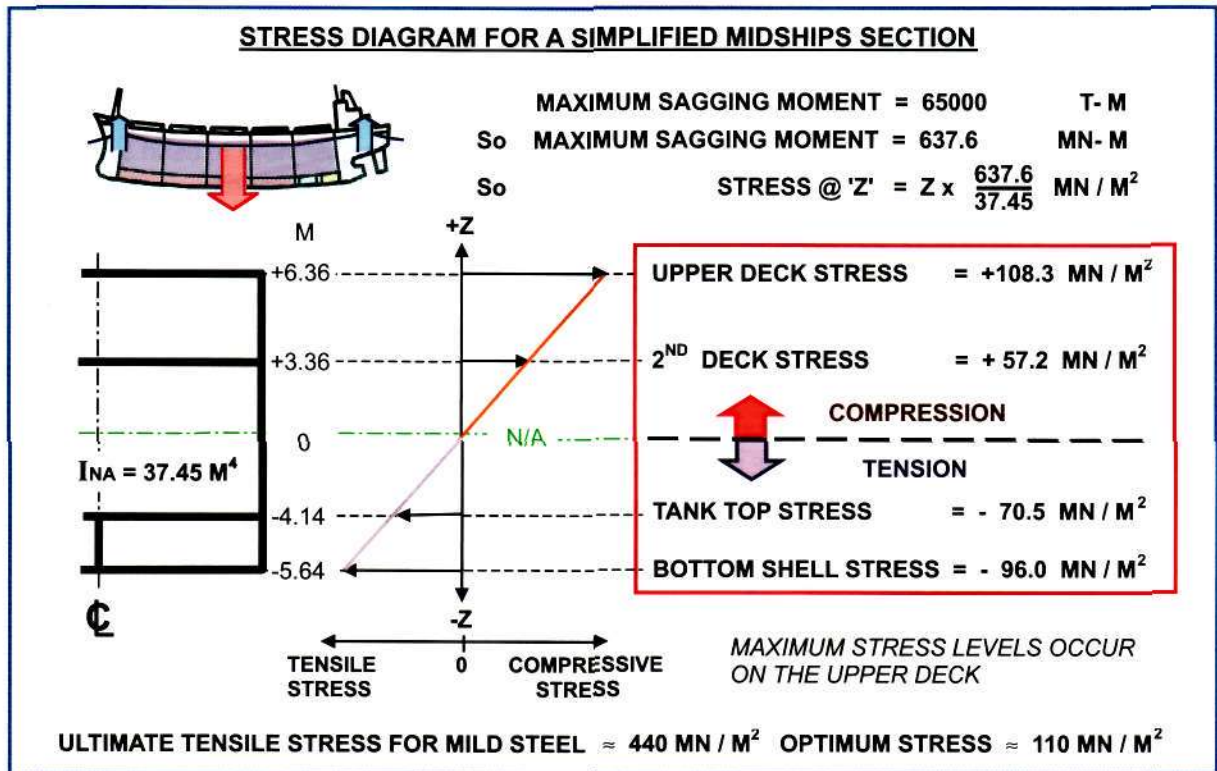 STRESS DIAGRAM FOR A SIMPLIFIED MIDSHIPS SECTION
MAXIMUM SAGGING MOMENT = 65000 T- M
So MAXIMUM SAGGING MOMENT = 637.6 MN- M
So STRESS @ 'Z' = Z x 637.6/37.45 MN / M²
M
+Z
+6.36
UPPER DECK STRESS = +108.3 MN / M²
+3.36
2ND DECK STRESS = + 57.2 MN / M²
COMPRESSION
0
N/A
TENSION
INA = 37.45 M⁴
-4.14
TANK TOP STRESS = - 70.5 MN / M²
-5.64
BOTTOM SHELL STRESS = - 96.0 MN / M²
℄
-Z
TENSILE STRESS
0
COMPRESSIVE STRESS
MAXIMUM STRESS LEVELS OCCUR
ON THE UPPER DECK
ULTIMATE TENSILE STRESS FOR MILD STEEL ≈ 440 MN / M² OPTIMUM STRESS ≈ 110 MN / M²